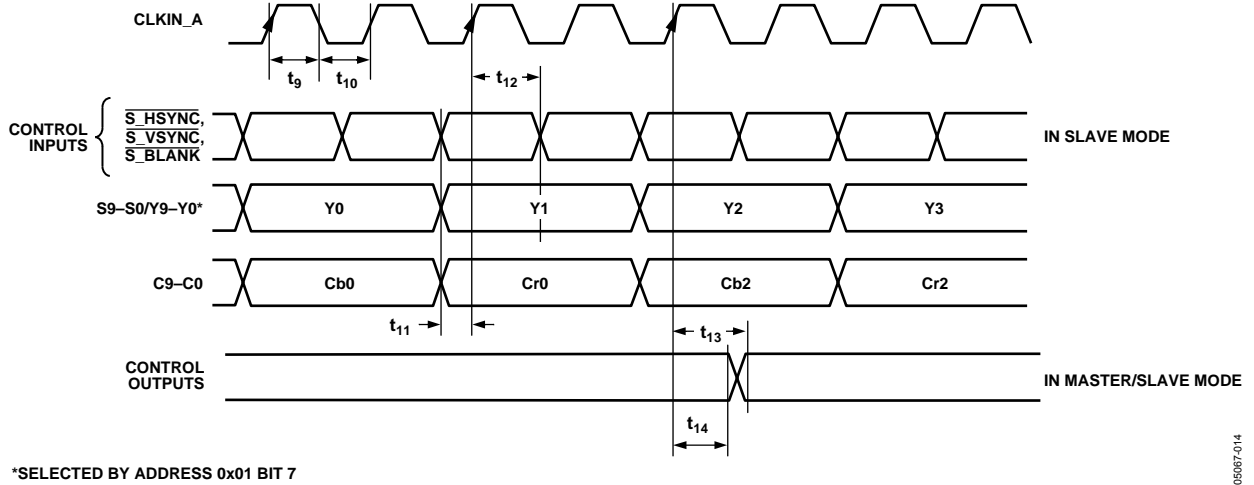 CLKIN_A
t9
t10
t12
CONTROL
INPUTS
S_HSYNC,
S_VSYNC,
S_BLANK
IN SLAVE MODE
S9–S0/Y9–Y0*
Y0
Y1
Y2
Y3
C9–C0
Cb0
Cr0
Cb2
Cr2
t11
t13
CONTROL
OUTPUTS
IN MASTER/SLAVE MODE
t14
*SELECTED BY ADDRESS 0x01 BIT 7
05067-014